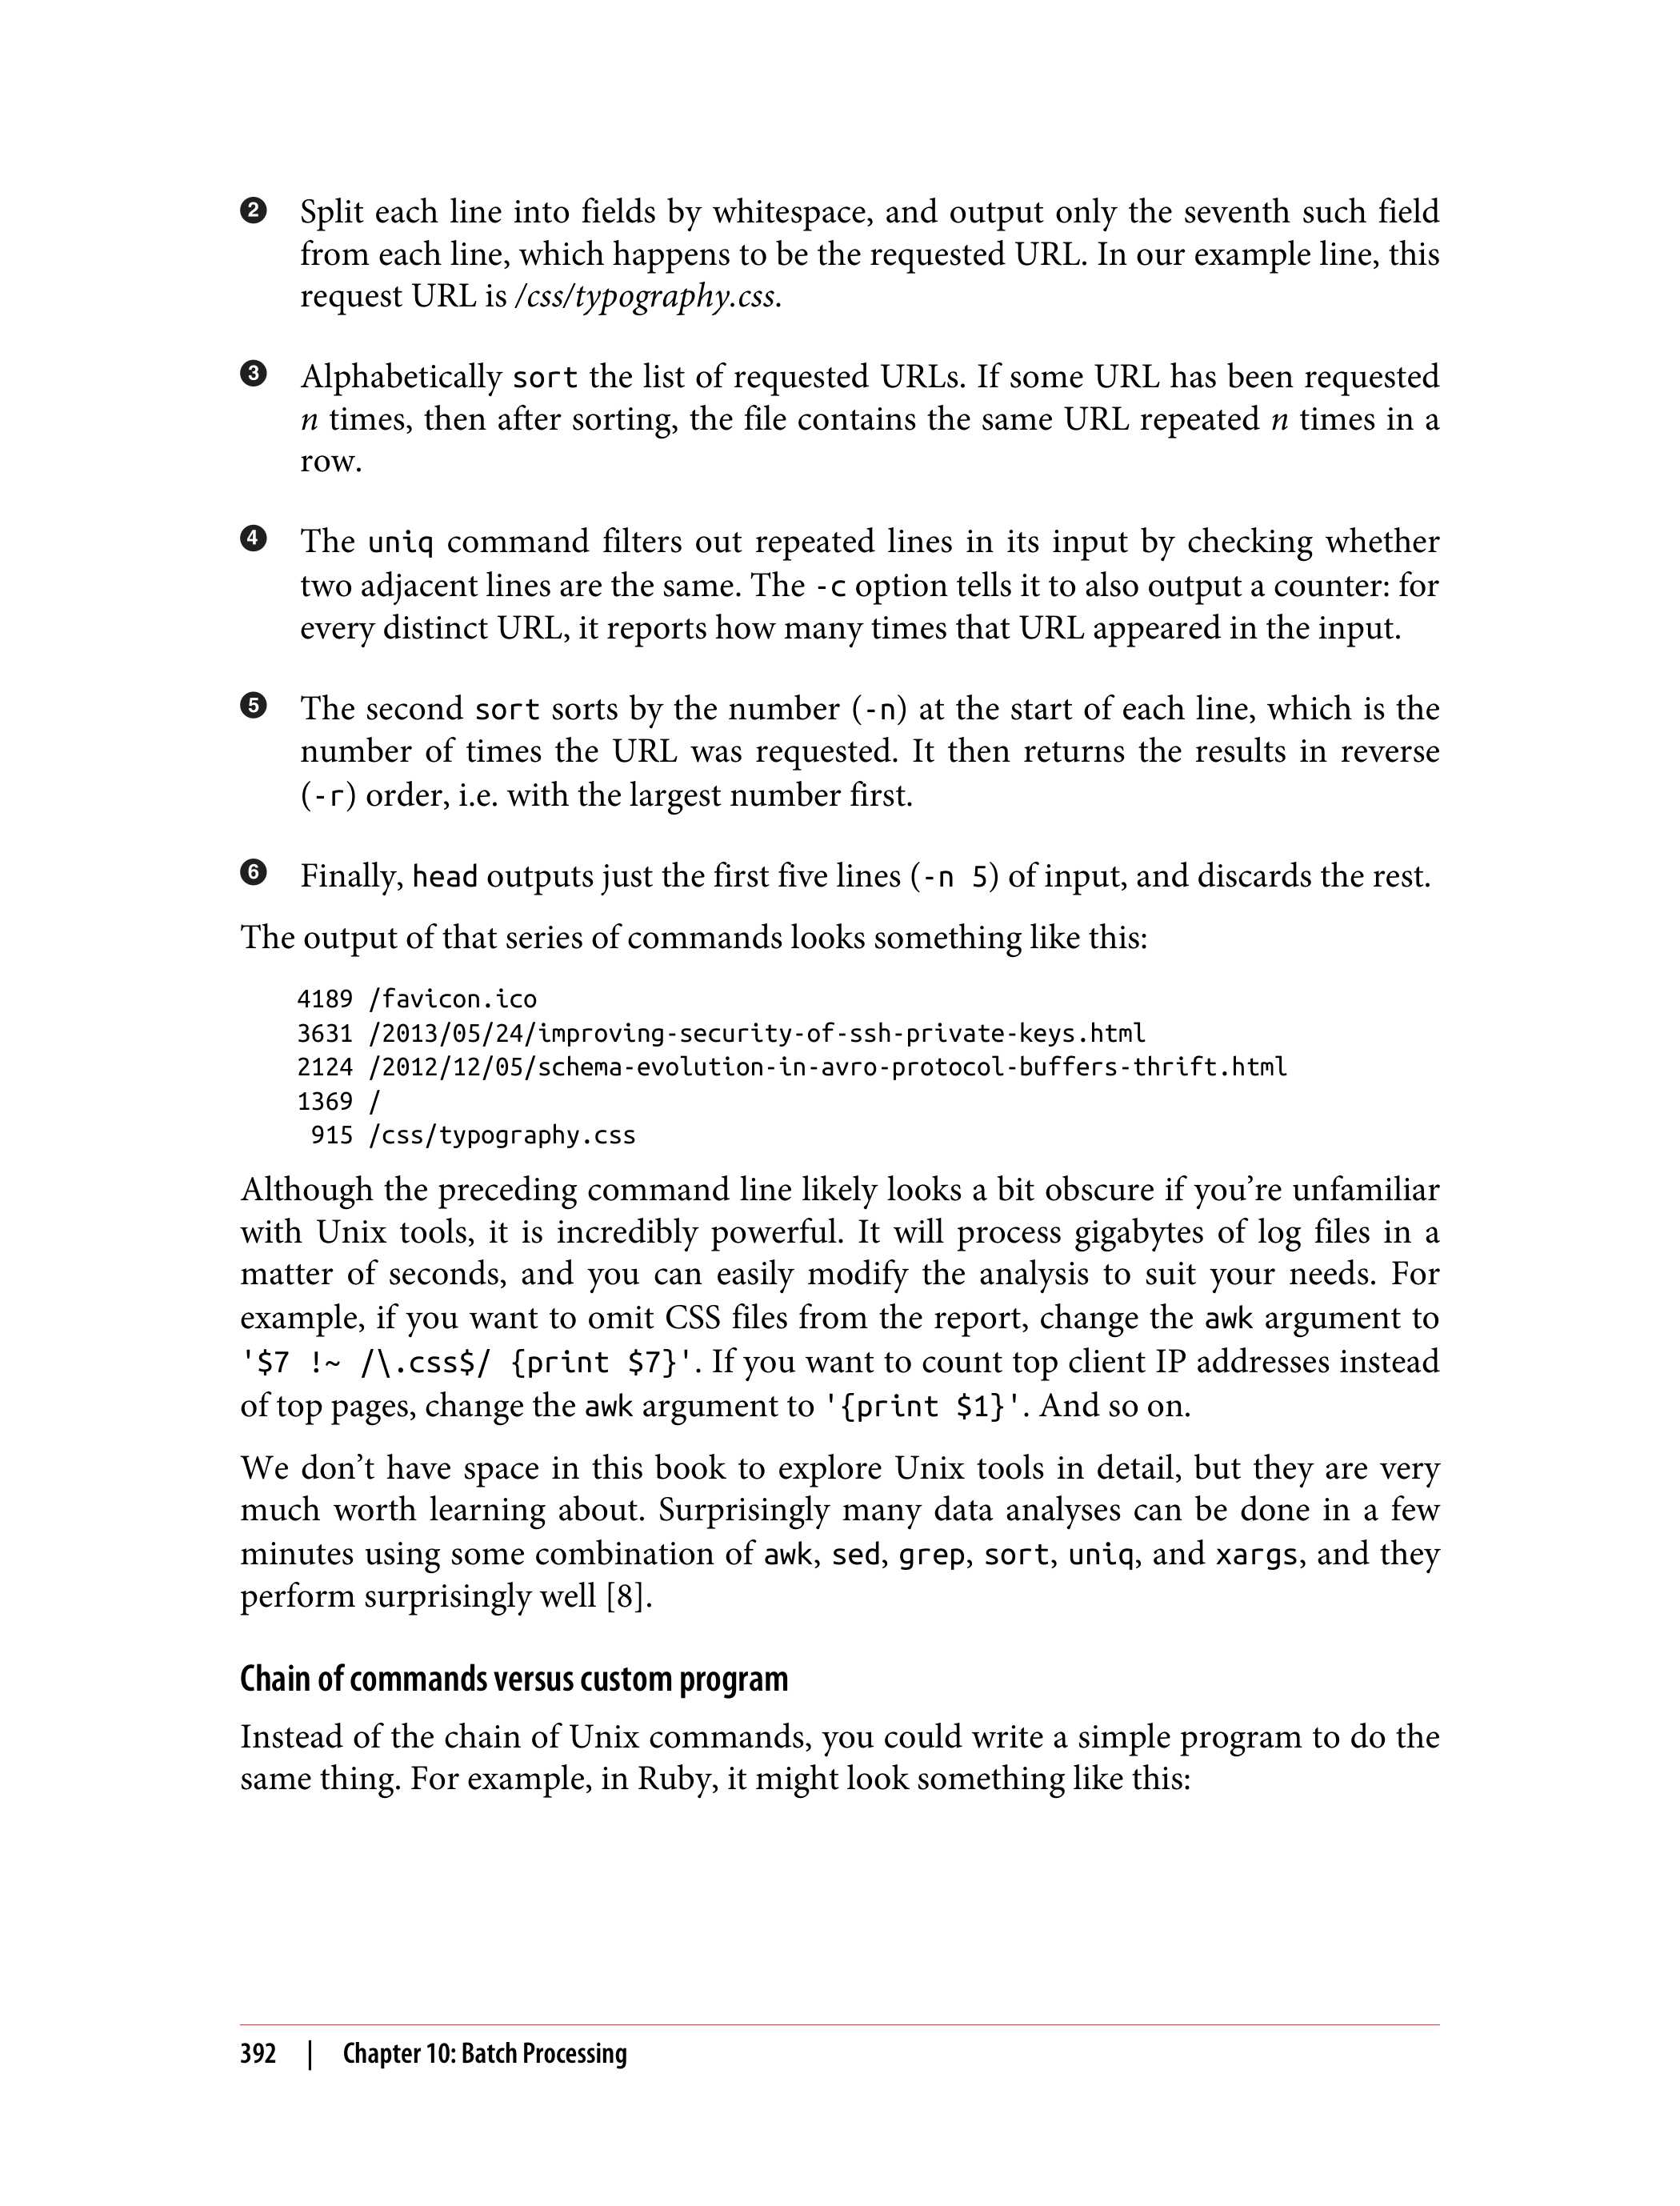 ❷ Split each line into fields by whitespace, and output only the seventh such field
from each line, which happens to be the requested URL. In our example line, this
request URL is /css/typography.css.
❸ Alphabetically sort the list of requested URLs. If some URL has been requested
n times, then after sorting, the file contains the same URL repeated n times in a
row.
❹ The uniq command filters out repeated lines in its input by checking whether
two adjacent lines are the same. The -c option tells it to also output a counter: for
every distinct URL, it reports how many times that URL appeared in the input.
❺ The second sort sorts by the number (-n) at the start of each line, which is the
number of times the URL was requested. It then returns the results in reverse
(-r) order, i.e. with the largest number first.
❻ Finally, head outputs just the first five lines (-n 5) of input, and discards the rest.
The output of that series of commands looks something like this:
4189 /favicon.ico
3631 /2013/05/24/improving-security-of-ssh-private-keys.html
2124 /2012/12/05/schema-evolution-in-avro-protocol-buffers-thrift.html
1369 /
915 /css/typography.css
Although the preceding command line likely looks a bit obscure if you’re unfamiliar
with Unix tools, it is incredibly powerful. It will process gigabytes of log files in a
matter of seconds, and you can easily modify the analysis to suit your needs. For
example, if you want to omit CSS files from the report, change the awk argument to
'$7 !~ /\.css$/ {print $7}'. If you want to count top client IP addresses instead
of top pages, change the awk argument to '{print $1}'. And so on.
We don’t have space in this book to explore Unix tools in detail, but they are very
much worth learning about. Surprisingly many data analyses can be done in a few
minutes using some combination of awk, sed, grep, sort, uniq, and xargs, and they
perform surprisingly well [8].
Chain of commands versus custom program
Instead of the chain of Unix commands, you could write a simple program to do the
same thing. For example, in Ruby, it might look something like this:
392 | Chapter 10: Batch Processing